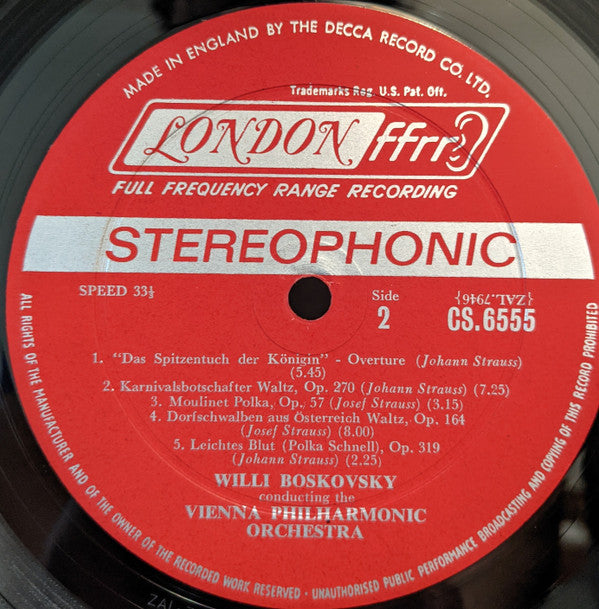 MADE IN ENGLAND BY THE DECCA RECORD CO. LTD.
Trademarks Reg. U.S. Pat. Off.
LONDON ffrr
FULL FREQUENCY RANGE RECORDING
STEREOPHONIC
SPEED 33⅓
Side
2
{ZAL.7946}
CS.6555
1. "Das Spitzentuch der Königin" - Overture (Johann Strauss)
(5.45)
2. Karnivalsbotschafter Waltz, Op. 270 (Johann Strauss) (7.25)
3. Moulinet Polka, Op. 57 (Josef Strauss) (3.15)
4. Dorfschwalben aus Österreich Waltz, Op. 164
(Josef Strauss) (8.00)
5. Leichtes Blut (Polka Schnell), Op. 319
(Johann Strauss) (2.25)
WILLI BOSKOVSKY
conducting the
VIENNA PHILHARMONIC
ORCHESTRA
ALL RIGHTS OF THE MANUFACTURER AND OF THE OWNER OF THE RECORDED WORK RESERVED · UNAUTHORISED PUBLIC PERFORMANCE BROADCASTING AND COPYING OF THIS RECORD PROHIBITED
ZAL